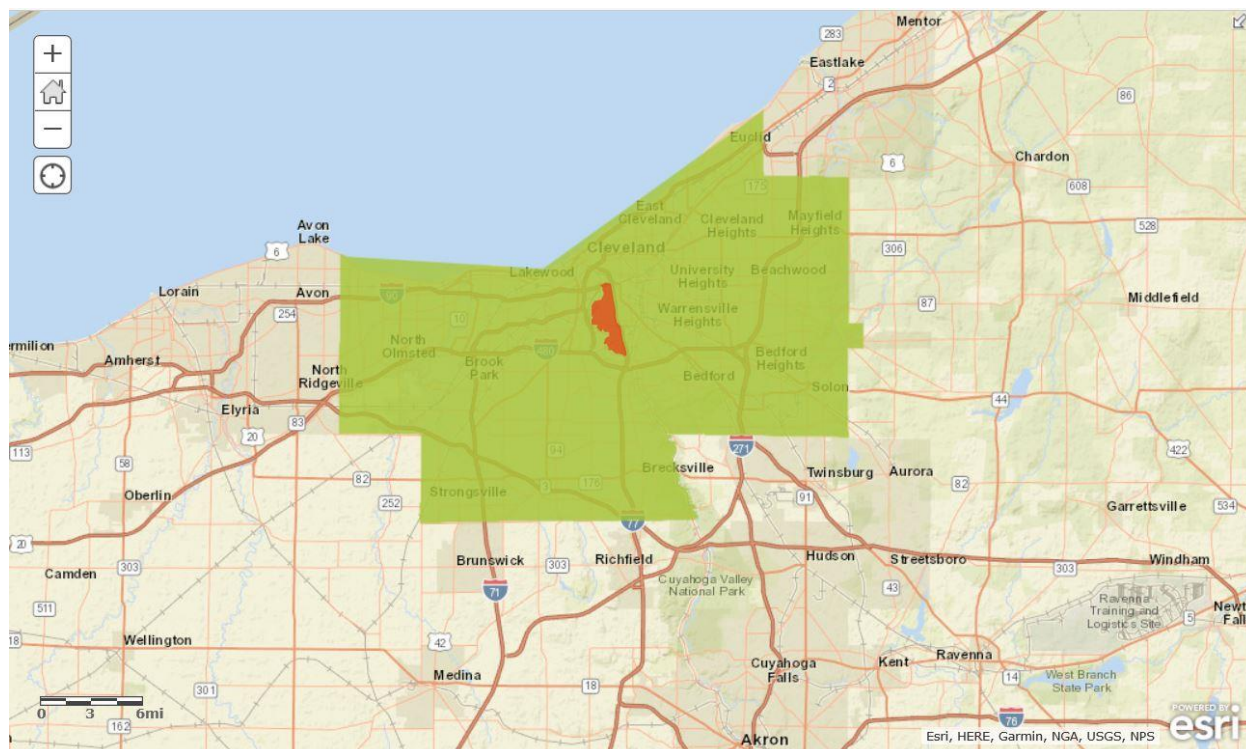 Mentor
283
Eastlake
2
86
Euclid
Chardon
6
175
608
East
Cleveland
Cleveland
Heights
Mayfield
Heights
Avon
Lake
528
6
Cleveland
306
Lakewood
University
Heights
Beachwood
Lorain
Avon
90
87
Middlefield
254
10
Warrensville
Heights
ermilion
Amherst
North
Olmsted
Brook
Park
480
Bedford
Heights
North
Ridgeville
Bedford
Solon
Elyria
44
83
20
113
94
271
422
58
Brecksville
Twinsburg
Aurora
82
82
Oberlin
252
Strongsville
3
176
91
Garrettsville
534
77
20
Brunswick
303
Richfield
Hudson
Streetsboro
303
Windham
Camden
303
71
Cuyahoga Valley
National Park
43
Ravenna
Training and
Logistics Site
Newt
Fall
511
5
18
Wellington
42
Cuyahoga
Falls
Kent
Ravenna
Medina
18
14
West Branch
State Park
301
0 3 6mi
162
76
Akron
POWERED BY
esri
Esri, HERE, Garmin, NGA, USGS, NPS